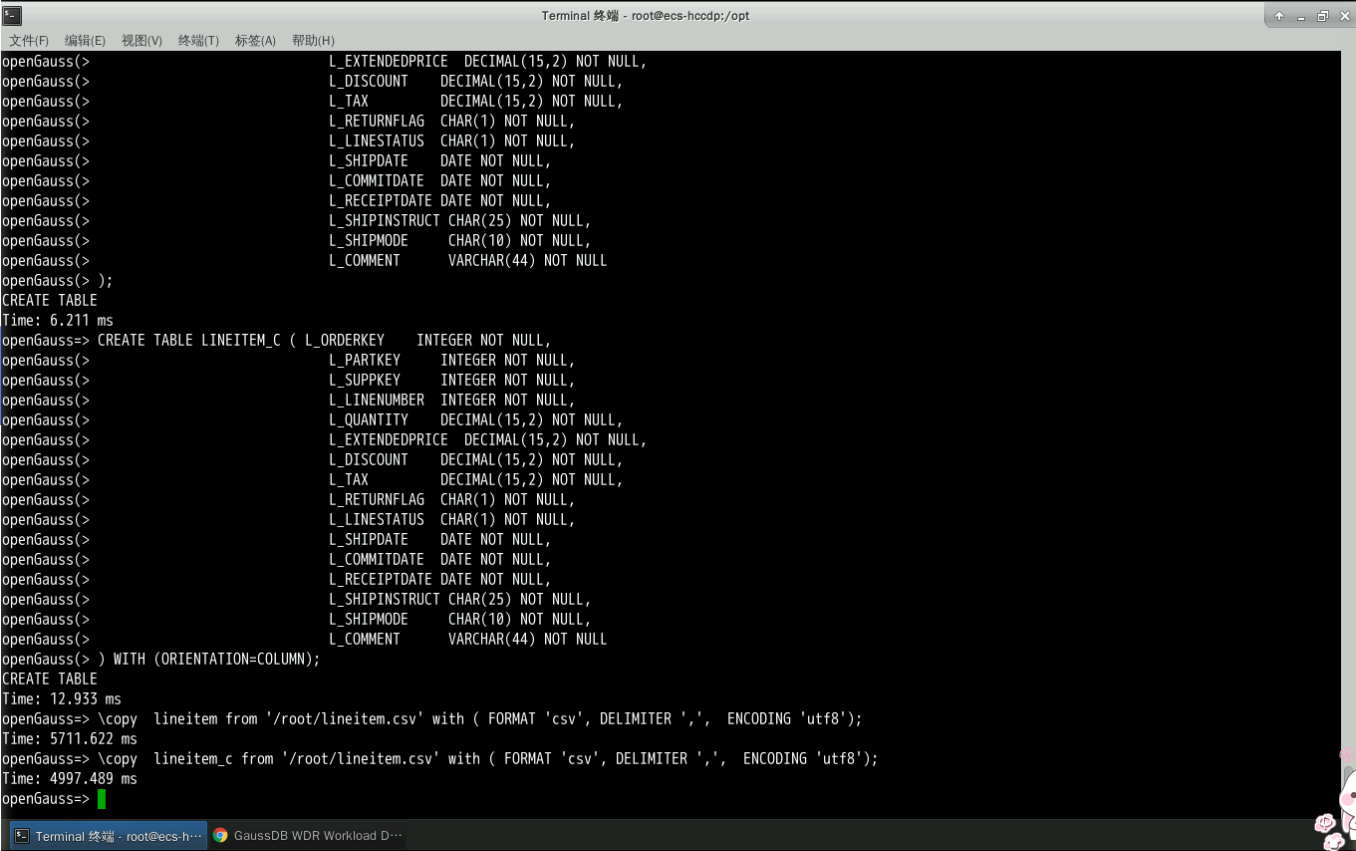 Terminal 终端 - root@ecs-hccdp:/opt
文件(F) 编辑(E) 视图(V) 终端(T) 标签(A) 帮助(H)
openGauss(>                              L_EXTENDEDPRICE  DECIMAL(15,2) NOT NULL,
openGauss(>                              L_DISCOUNT    DECIMAL(15,2) NOT NULL,
openGauss(>                              L_TAX         DECIMAL(15,2) NOT NULL,
openGauss(>                              L_RETURNFLAG  CHAR(1) NOT NULL,
openGauss(>                              L_LINESTATUS  CHAR(1) NOT NULL,
openGauss(>                              L_SHIPDATE    DATE NOT NULL,
openGauss(>                              L_COMMITDATE  DATE NOT NULL,
openGauss(>                              L_RECEIPTDATE DATE NOT NULL,
openGauss(>                              L_SHIPINSTRUCT CHAR(25) NOT NULL,
openGauss(>                              L_SHIPMODE     CHAR(10) NOT NULL,
openGauss(>                              L_COMMENT      VARCHAR(44) NOT NULL
openGauss(> );
CREATE TABLE
Time: 6.211 ms
openGauss=> CREATE TABLE LINEITEM_C ( L_ORDERKEY    INTEGER NOT NULL,
openGauss(>                              L_PARTKEY     INTEGER NOT NULL,
openGauss(>                              L_SUPPKEY     INTEGER NOT NULL,
openGauss(>                              L_LINENUMBER  INTEGER NOT NULL,
openGauss(>                              L_QUANTITY    DECIMAL(15,2) NOT NULL,
openGauss(>                              L_EXTENDEDPRICE  DECIMAL(15,2) NOT NULL,
openGauss(>                              L_DISCOUNT    DECIMAL(15,2) NOT NULL,
openGauss(>                              L_TAX         DECIMAL(15,2) NOT NULL,
openGauss(>                              L_RETURNFLAG  CHAR(1) NOT NULL,
openGauss(>                              L_LINESTATUS  CHAR(1) NOT NULL,
openGauss(>                              L_SHIPDATE    DATE NOT NULL,
openGauss(>                              L_COMMITDATE  DATE NOT NULL,
openGauss(>                              L_RECEIPTDATE DATE NOT NULL,
openGauss(>                              L_SHIPINSTRUCT CHAR(25) NOT NULL,
openGauss(>                              L_SHIPMODE     CHAR(10) NOT NULL,
openGauss(>                              L_COMMENT      VARCHAR(44) NOT NULL
openGauss(> ) WITH (ORIENTATION=COLUMN);
CREATE TABLE
Time: 12.933 ms
openGauss=> \copy  lineitem from '/root/lineitem.csv' with ( FORMAT 'csv', DELIMITER ',',  ENCODING 'utf8');
Time: 5711.622 ms
openGauss=> \copy  lineitem_c from '/root/lineitem.csv' with ( FORMAT 'csv', DELIMITER ',',  ENCODING 'utf8');
Time: 4997.489 ms
openGauss=>
Terminal 终端 - root@ecs-h··· GaussDB WDR Workload D···